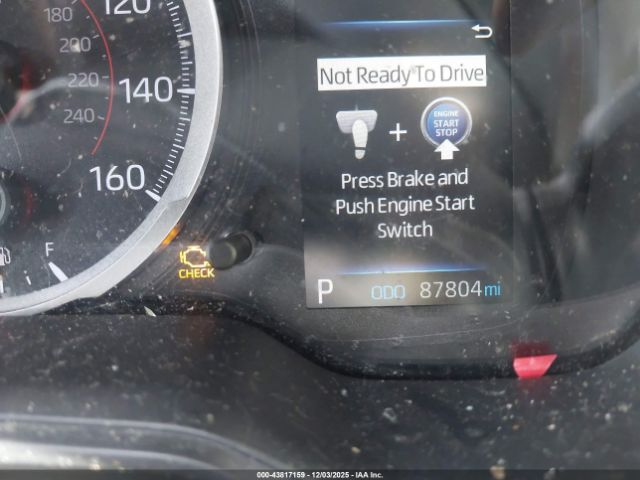 120
180
200
140
220
240
160
F
CHECK
Not Ready To Drive
ENGINE
START
STOP
+
Press Brake and
Push Engine Start
Switch
P ODO 87804 mi
000-43817159 - 12/03/2025 - IAA Inc.